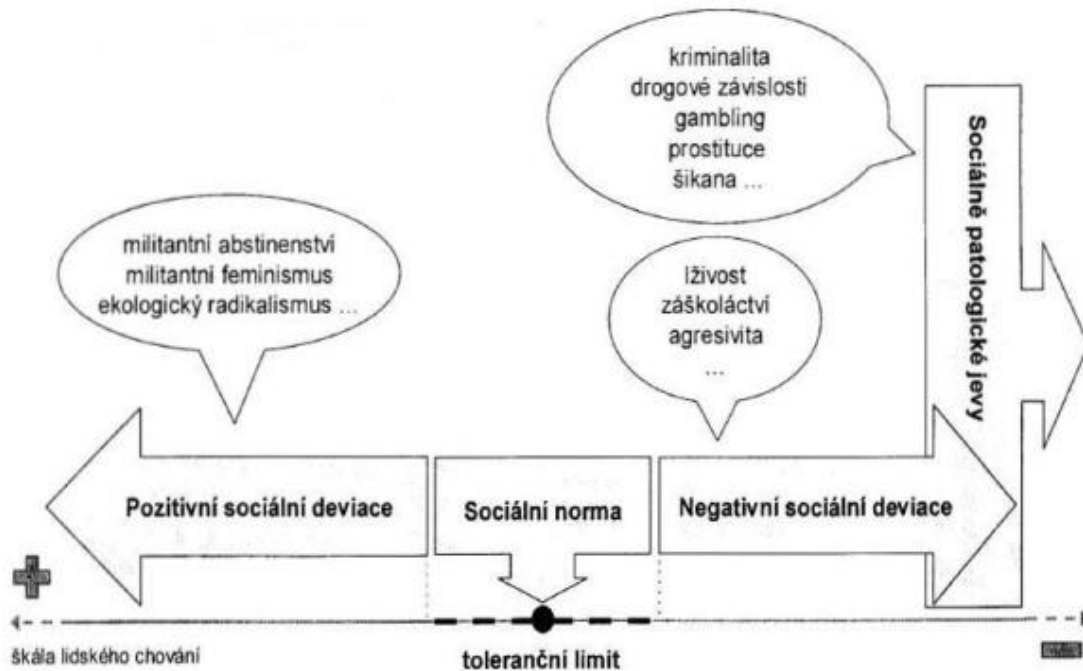 kriminalita
drogové závislosti
gambling
prostituce
šikana ...
Sociálně patologické jevy
militantní abstinenství
militantní feminismus
ekologický radikalismus ...
lživost
záškoláctví
agresivita
...
Pozitivní sociální deviace
Sociální norma
Negativní sociální deviace
škála lidského chování
toleranční limit